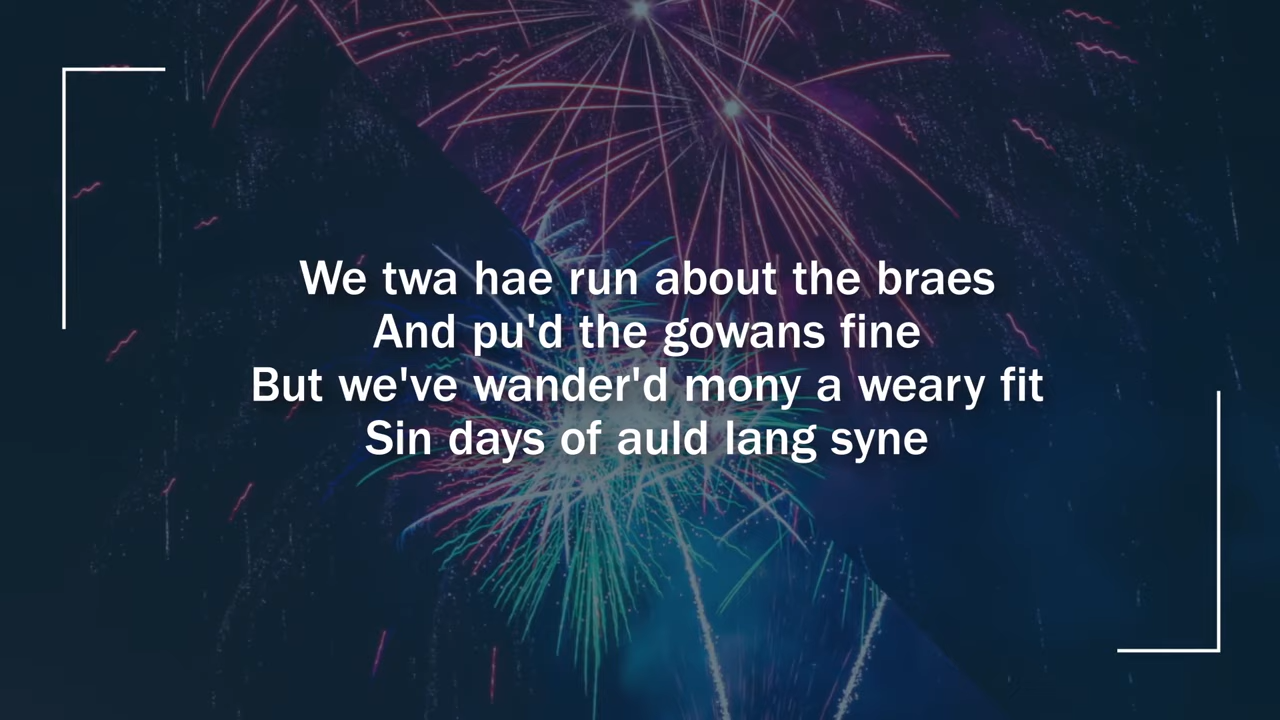 We twa hae run about the braes
And pu'd the gowans fine
But we've wander'd mony a weary fit
Sin days of auld lang syne